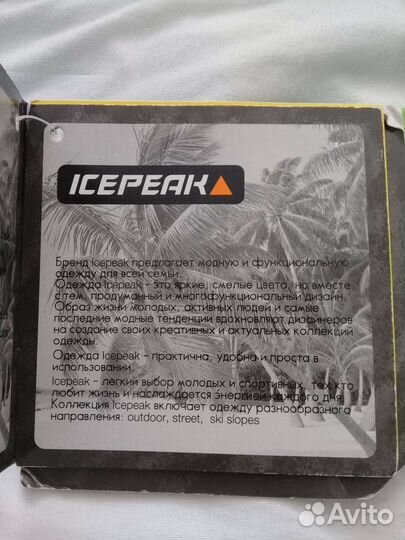 ICEPEAK
Бренд Icepeak предлагает модную и функциональную
одежду для всей семьи.
Одежда Icepeak - это яркие, смелые цвета, но вместе
с тем, продуманный и многофункциональный дизайн.
Образ жизни молодых, активных людей и самые
последние модные тенденции вдохновляют дизайнеров
на создание своих креативных и актуальных коллекций
одежды.
Одежда Icepeak - практична, удобна и проста в
использовании.
Icepeak - легкий выбор молодых и спортивных, тех кто
любит жизнь и наслаждается энергией каждого дня.
Коллекция Icepeak включает одежду разнообразного
направления: outdoor, street, ski slopes
Avito